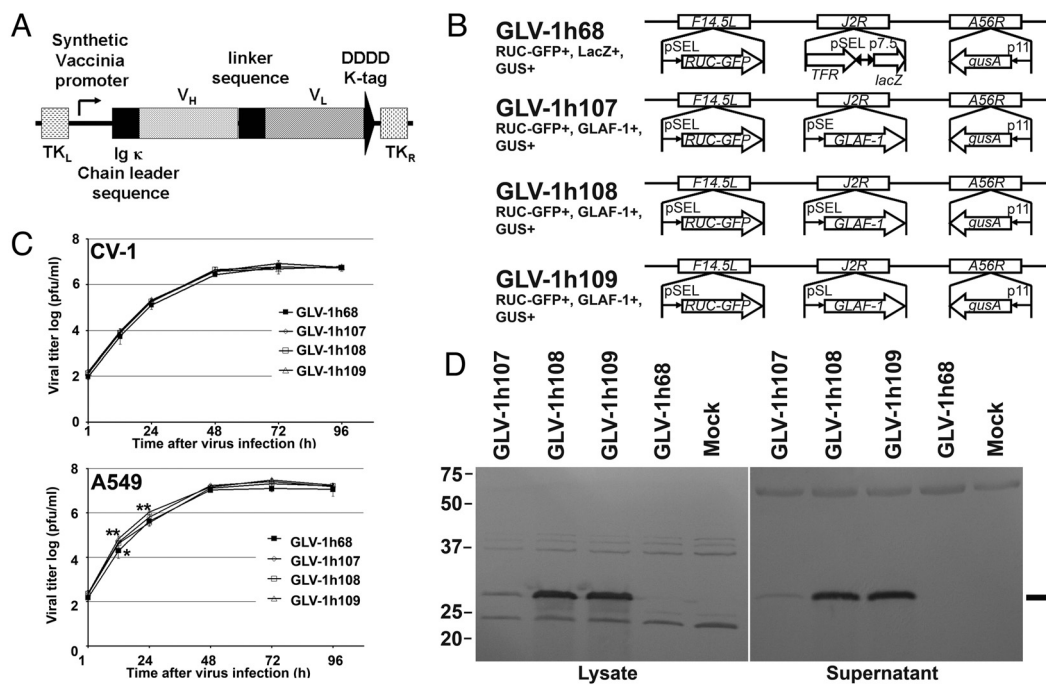 A
Synthetic
Vaccinia
promoter
linker
sequence
DDDD
K-tag
VH
VL
TKL
Ig κ
Chain leader
sequence
TKR
B
GLV-1h68
RUC-GFP+, LacZ+,
GUS+
F14.5L
J2R
A56R
pSEL
RUC-GFP
pSEL p7.5
TFR
lacZ
p11
gusA
GLV-1h107
RUC-GFP+, GLAF-1+,
GUS+
F14.5L
J2R
A56R
pSEL
RUC-GFP
pSE
GLAF-1
p11
gusA
GLV-1h108
RUC-GFP+, GLAF-1+,
GUS+
F14.5L
J2R
A56R
pSEL
RUC-GFP
pSEL
GLAF-1
p11
gusA
GLV-1h109
RUC-GFP+, GLAF-1+,
GUS+
F14.5L
J2R
A56R
pSEL
RUC-GFP
pSL
GLAF-1
p11
gusA
C
CV-1
Viral titer log (pfu/ml)
8
6
4
2
0
GLV-1h68
GLV-1h107
GLV-1h108
GLV-1h109
1 24 48 72 96
Time after virus infection (h)
A549
Viral titer log (pfu/ml)
8
6
4
2
0
**
**
*
GLV-1h68
GLV-1h107
GLV-1h108
GLV-1h109
1 24 48 72 96
Time after virus infection (h)
D
GLV-1h107
GLV-1h108
GLV-1h109
GLV-1h68
Mock
GLV-1h107
GLV-1h108
GLV-1h109
GLV-1h68
Mock
75
50
37
25
20
Lysate
Supernatant